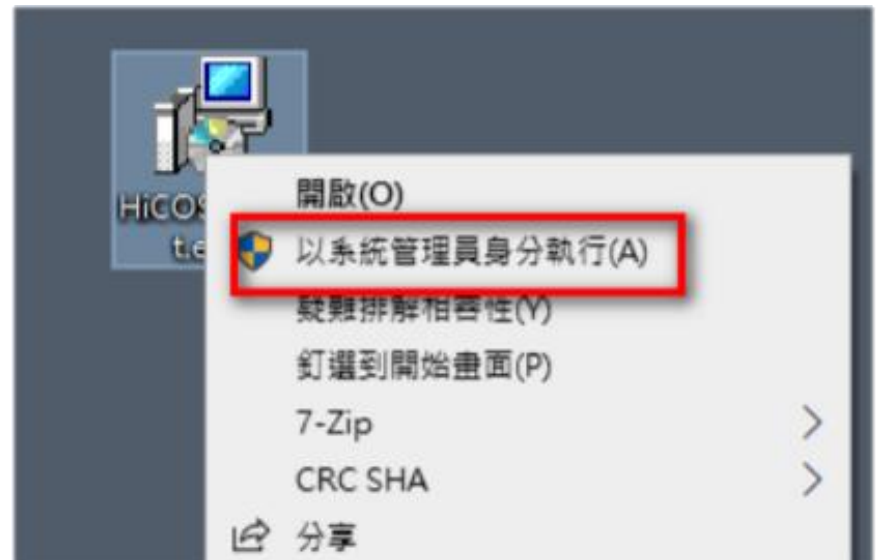 HiCOS
開啟(O)
以系統管理員身分執行(A)
疑難排解相容性(Y)
釘選到開始畫面(P)
7-Zip
CRC SHA
分享